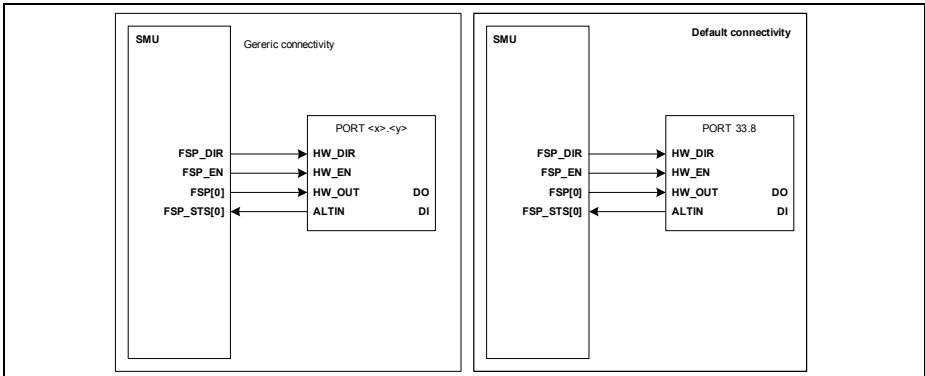 SMU
Gereric connectivity
PORT <x>.<y>
FSP_DIR HW_DIR
FSP_EN HW_EN
FSP[0] HW_OUT DO
FSP_STS[0] ALTIN DI
SMU
Default connectivity
PORT 33.8
FSP_DIR HW_DIR
FSP_EN HW_EN
FSP[0] HW_OUT DO
FSP_STS[0] ALTIN DI